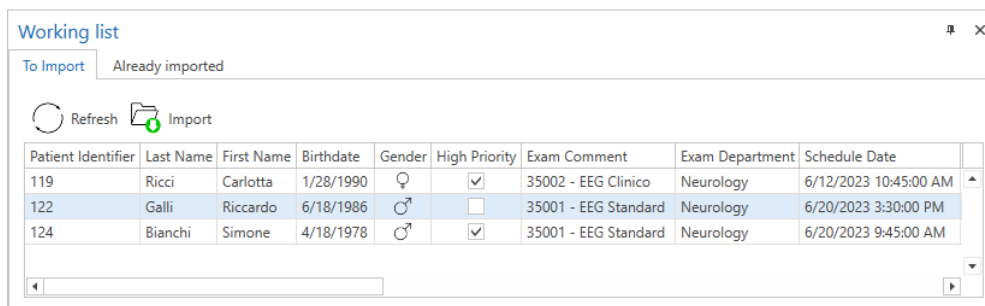 Working list
To Import Already imported
Refresh Import
Patient Identifier Last Name First Name Birthdate Gender High Priority Exam Comment Exam Department Schedule Date
119 Ricci Carlotta 1/28/1990 ♀ 35002 - EEG Clinico Neurology 6/12/2023 10:45:00 AM
122 Galli Riccardo 6/18/1986 ♂ 35001 - EEG Standard Neurology 6/20/2023 3:30:00 PM
124 Bianchi Simone 4/18/1978 ♂ 35001 - EEG Standard Neurology 6/20/2023 9:45:00 AM